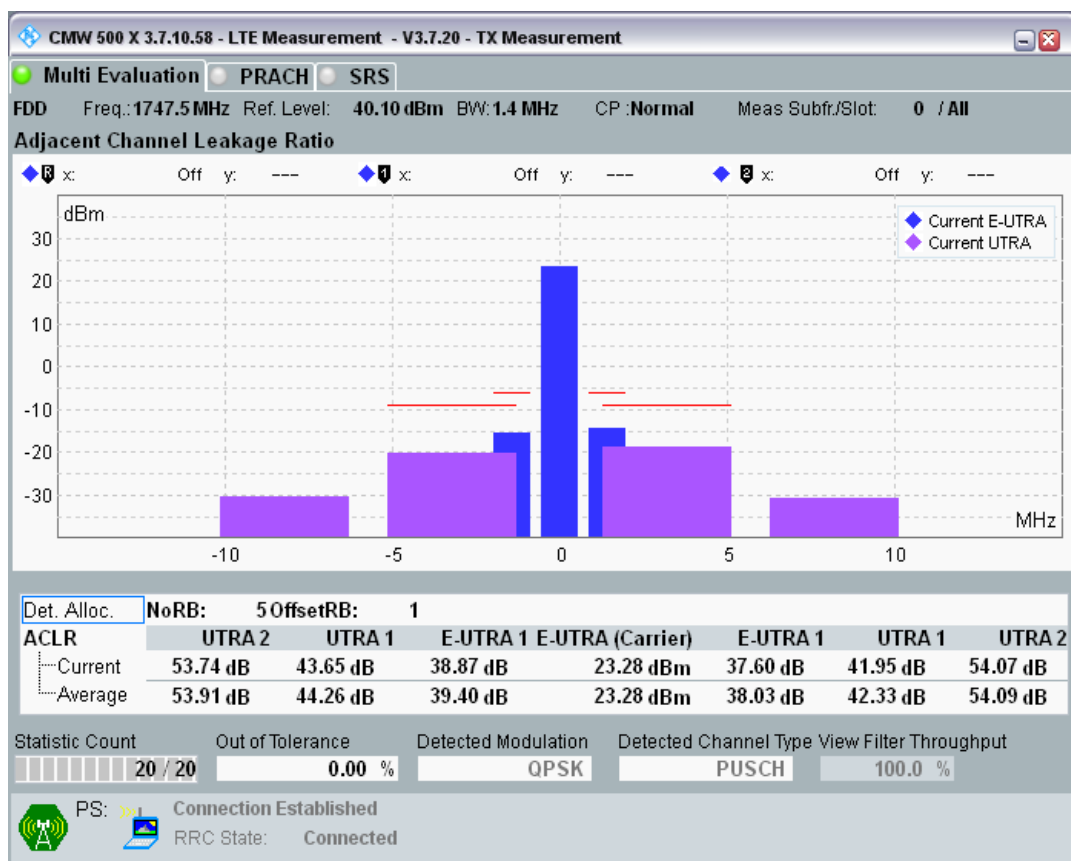 CMW 500 X 3.7.10.58 - LTE Measurement - V3.7.20 - TX Measurement
Multi Evaluation PRACH SRS
FDD Freq.: 1747.5 MHz Ref. Level: 40.10 dBm BW: 1.4 MHz CP :Normal Meas Subfr./Slot: 0 / All
Adjacent Channel Leakage Ratio
R x: Off y: --- 1 x: Off y: --- 2 x: Off y: ---
dBm
Current E-UTRA
Current UTRA
30
20
10
0
-10
-20
-30
MHz
-10 -5 0 5 10
Det. Alloc. NoRB: 5 OffsetRB: 1
ACLR UTRA 2 UTRA 1 E-UTRA 1 E-UTRA (Carrier) E-UTRA 1 UTRA 1 UTRA 2
Current 53.74 dB 43.65 dB 38.87 dB 23.28 dBm 37.60 dB 41.95 dB 54.07 dB
Average 53.91 dB 44.26 dB 39.40 dB 23.28 dBm 38.03 dB 42.33 dB 54.09 dB
Statistic Count Out of Tolerance Detected Modulation Detected Channel Type View Filter Throughput
20 / 20 0.00 % QPSK PUSCH 100.0 %
PS: Connection Established
RRC State: Connected